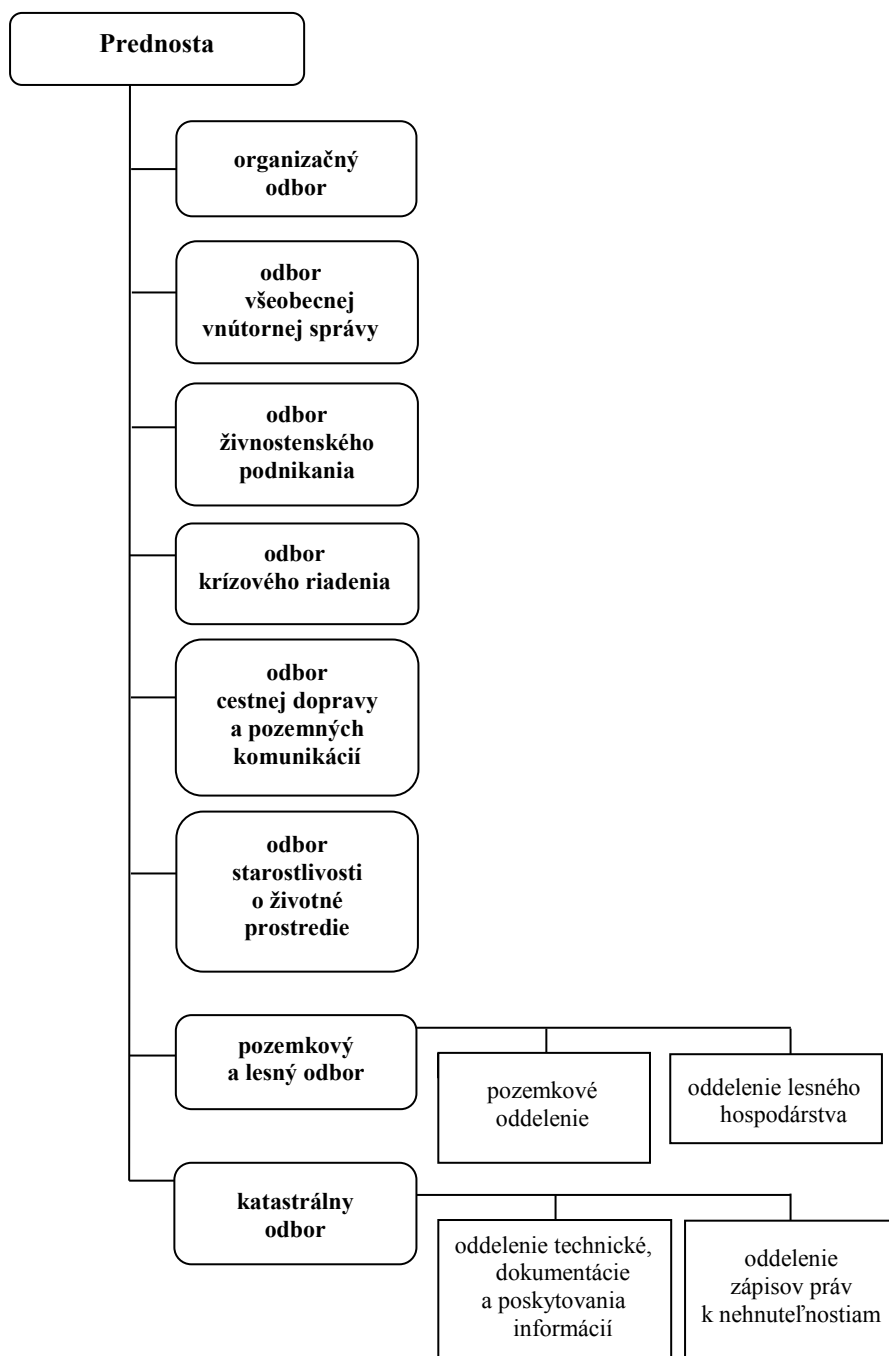 Prednosta
organizačný
odbor
odbor
všeobecnej
vnútornej správy
odbor
živnostenského
podnikania
odbor
krízového riadenia
odbor
cestnej dopravy
a pozemných
komunikácií
odbor
starostlivosti
o životné
prostredie
pozemkový
a lesný odbor
pozemkové
oddelenie
oddelenie lesného
hospodárstva
katastrálny
odbor
oddelenie technické,
dokumentácie
a poskytovania
informácií
oddelenie
zápisov práv
k nehnuteľnostiam